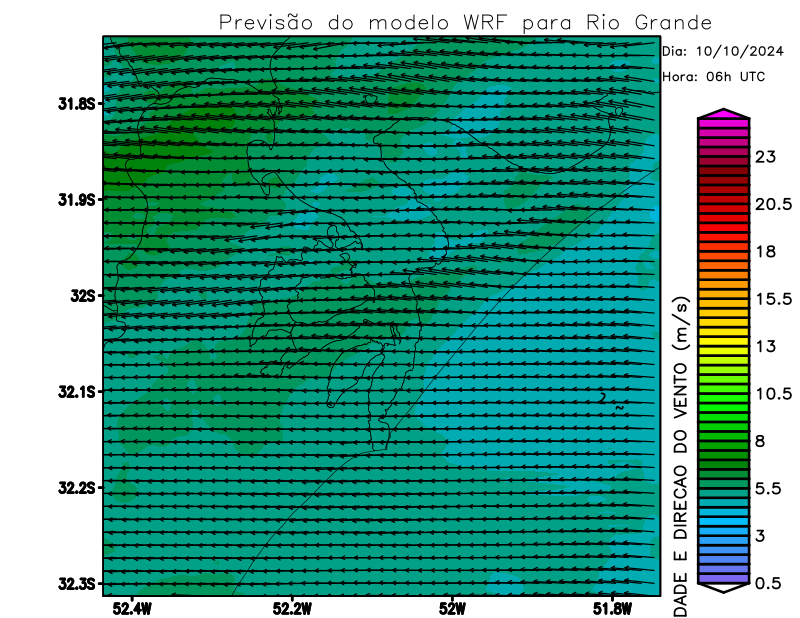 Previsão do modelo WRF para Rio Grande
Dia: 10/10/2024
Hora: 06h UTC
31.8S
31.9S
32S
32.1S
32.2S
32.3S
52.4W
52.2W
52W
51.8W
23
20.5
18
15.5
13
10.5
8
5.5
3
0.5
DADE E DIRECAO DO VENTO (m/s)